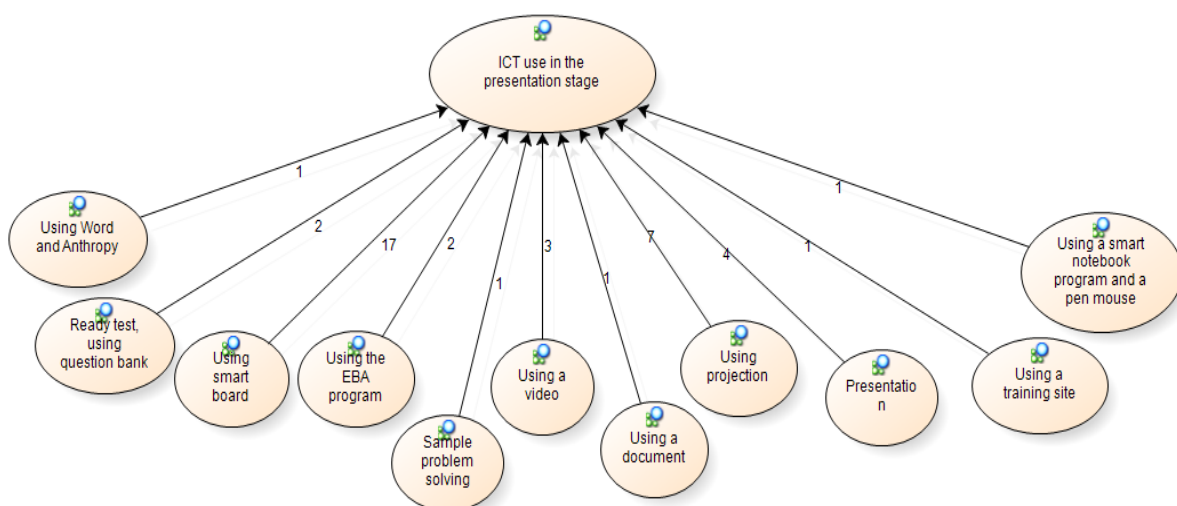 ICT use in the
presentation stage
1
2
17
2
1
3
1
7
4
1
1
Using Word
and Anthropy
Ready test,
using
question bank
Using
smart
board
Using the
EBA
program
Sample
problem
solving
Using a
video
Using a
document
Using
projection
Presentatio
n
Using a
training site
Using a smart
notebook
program and a
pen mouse